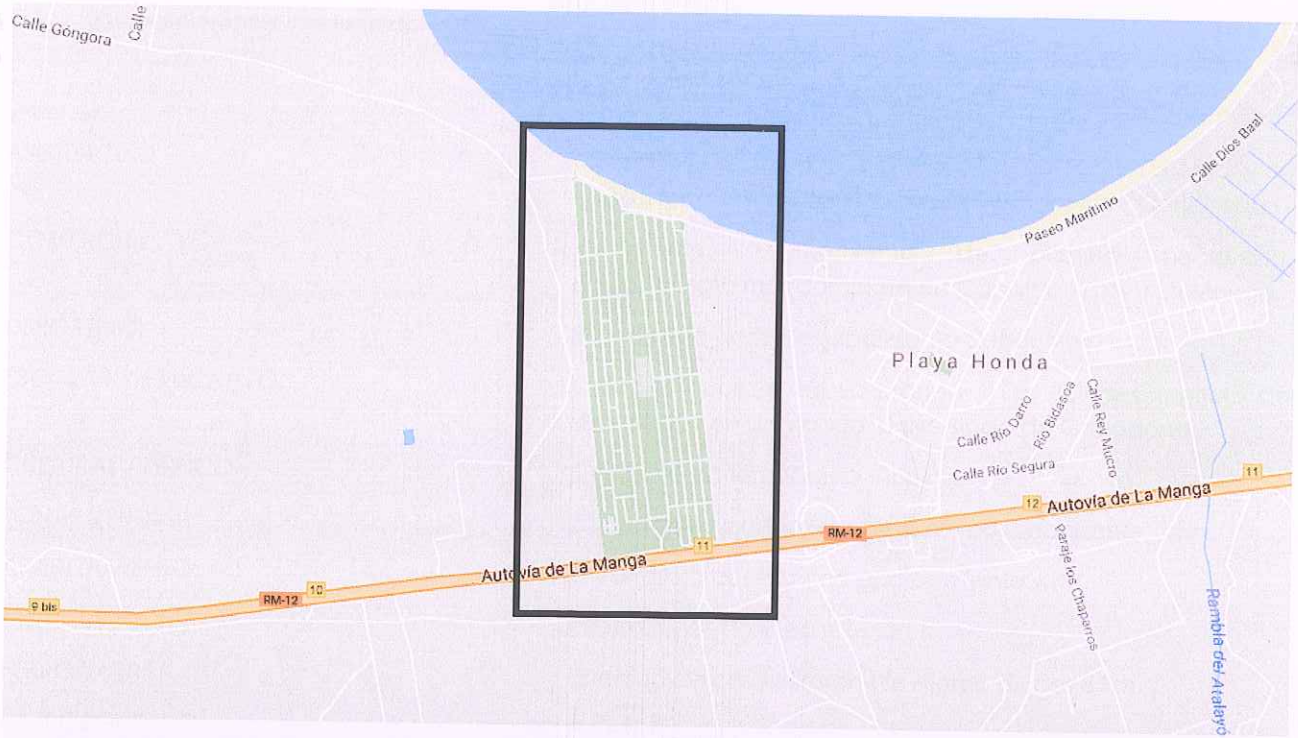 Calle Góngora
Calle
Calle Dios Baal
Paseo Marítimo
Playa Honda
Calle Río Darro
Río Bidasoa
Calle Rey Mucro
Calle Río Segura
11
12
Autovía de La Manga
RM-12
11
Autovía de La Manga
10
RM-12
9 bis
Paraje los Chaparros
Rambla del Atalayó